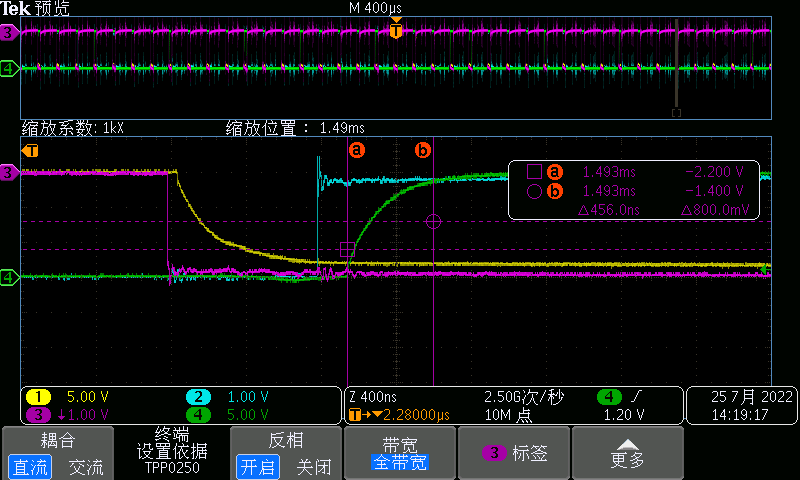 Tek 预览
M 400µs
T
3
4
缩放系数: 1kX
缩放位置： 1.49ms
T
a
b
3
a 1.493ms −2.200 V
b 1.493ms −1.400 V
△456.0ns △800.0mV
4
1 5.00 V
2 1.00 V
Z 400ns
2.50G次/秒
4
25 7月 2022
3 ↓1.00 V
4 5.00 V
T→▼2.28000µs
10M 点
1.20 V
14:19:17
耦合
直流 交流
终端
设置依据
TPP0250
反相
开启 关闭
带宽
全带宽
3 标签
更多